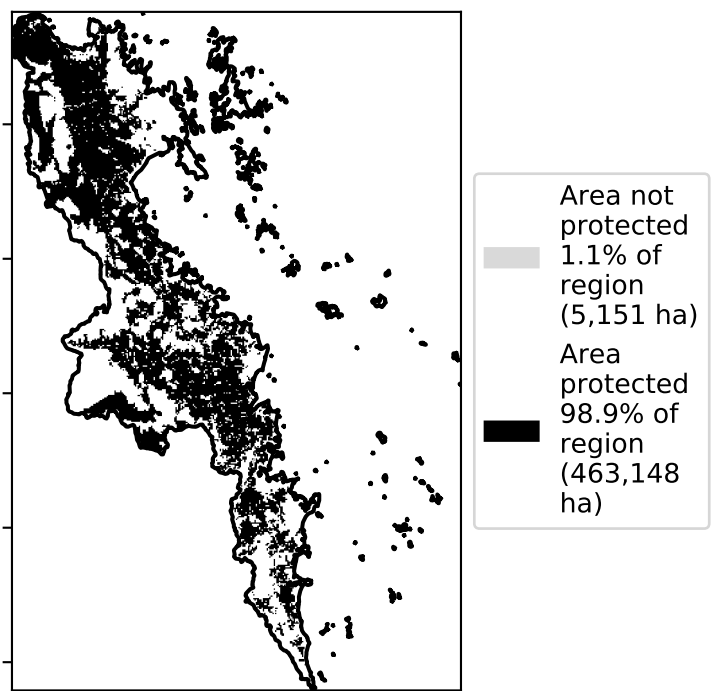 Area not
protected
1.1% of
region
(5,151 ha)
Area
protected
98.9% of
region
(463,148
ha)